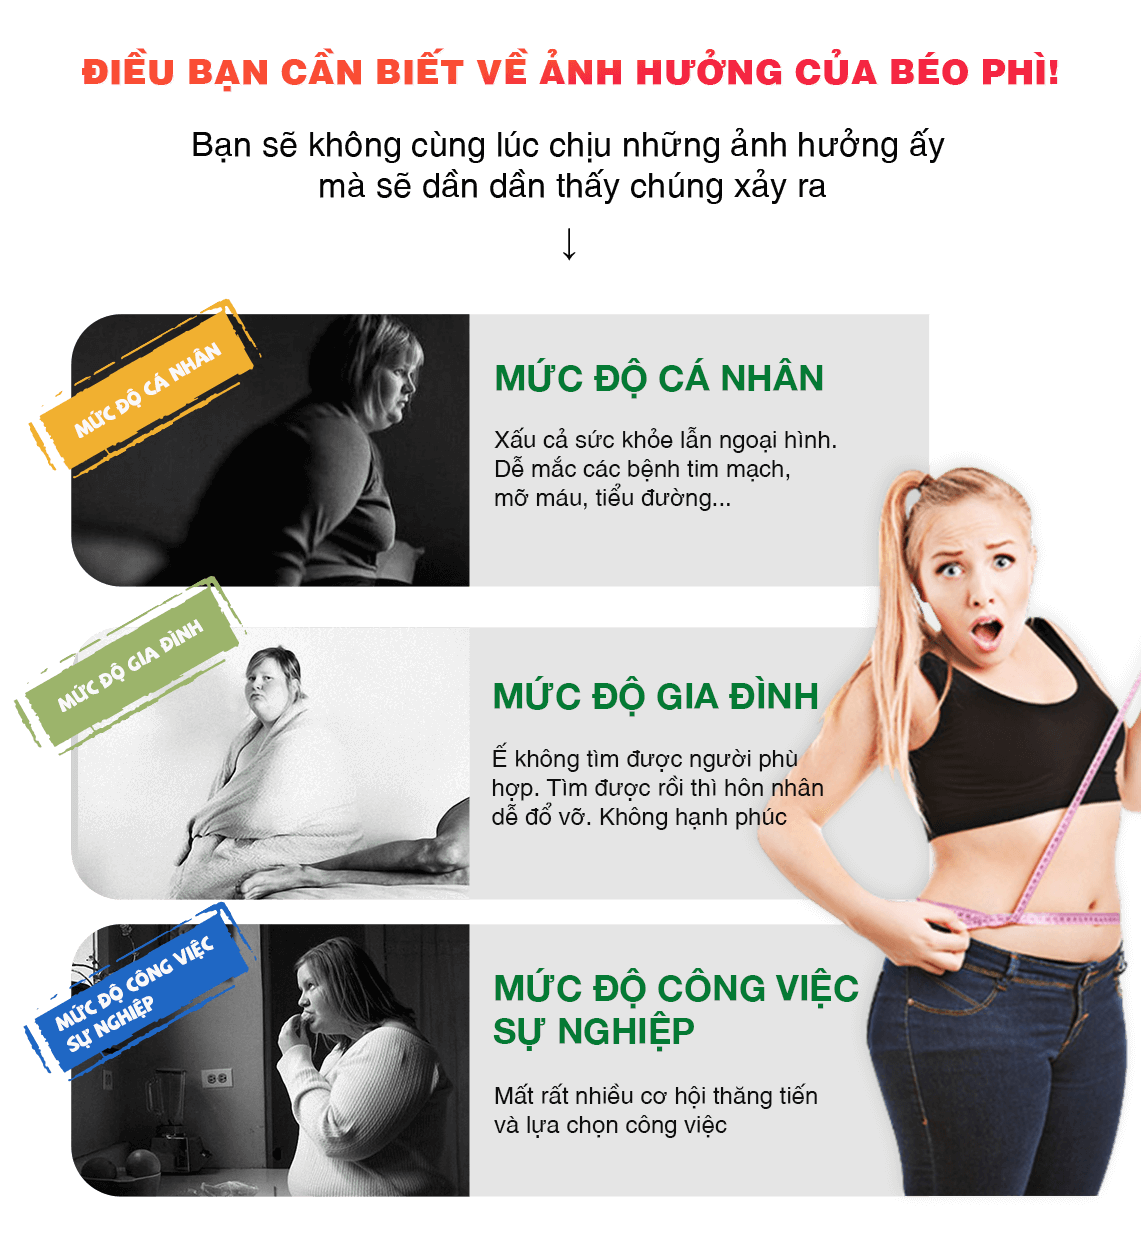 ĐIỀU BẠN CẦN BIẾT VỀ ẢNH HƯỞNG CỦA BÉO PHÌ!
Bạn sẽ không cùng lúc chịu những ảnh hưởng ấy
mà sẽ dần dần thấy chúng xảy ra
↓
MỨC ĐỘ CÁ NHÂN
MỨC ĐỘ CÁ NHÂN
Xấu cả sức khỏe lẫn ngoại hình.
Dễ mắc các bệnh tim mạch,
mỡ máu, tiểu đường...
MỨC ĐỘ GIA ĐÌNH
MỨC ĐỘ GIA ĐÌNH
Ế không tìm được người phù
hợp. Tìm được rồi thì hôn nhân
dễ đổ vỡ. Không hạnh phúc
MỨC ĐỘ CÔNG VIỆC
SỰ NGHIỆP
MỨC ĐỘ CÔNG VIỆC
SỰ NGHIỆP
Mất rất nhiều cơ hội thăng tiến
và lựa chọn công việc